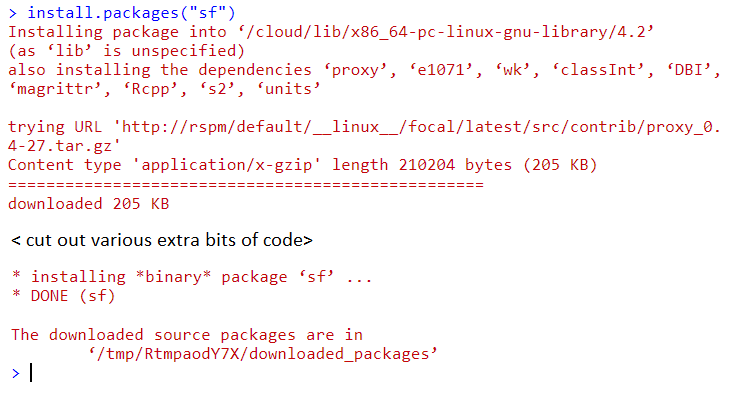 > install.packages("sf")
Installing package into ‘/cloud/lib/x86_64-pc-linux-gnu-library/4.2’
(as ‘lib’ is unspecified)
also installing the dependencies ‘proxy’, ‘e1071’, ‘wk’, ‘classInt’, ‘DBI’,
‘magrittr’, ‘Rcpp’, ‘s2’, ‘units’
trying URL 'http://rspm/default/__linux__/focal/latest/src/contrib/proxy_0.
4-27.tar.gz'
Content type 'application/x-gzip' length 210204 bytes (205 KB)
==================================================
downloaded 205 KB
< cut out various extra bits of code>
* installing *binary* package ‘sf’ ...
* DONE (sf)
The downloaded source packages are in
‘/tmp/RtmpaodY7X/downloaded_packages’
>